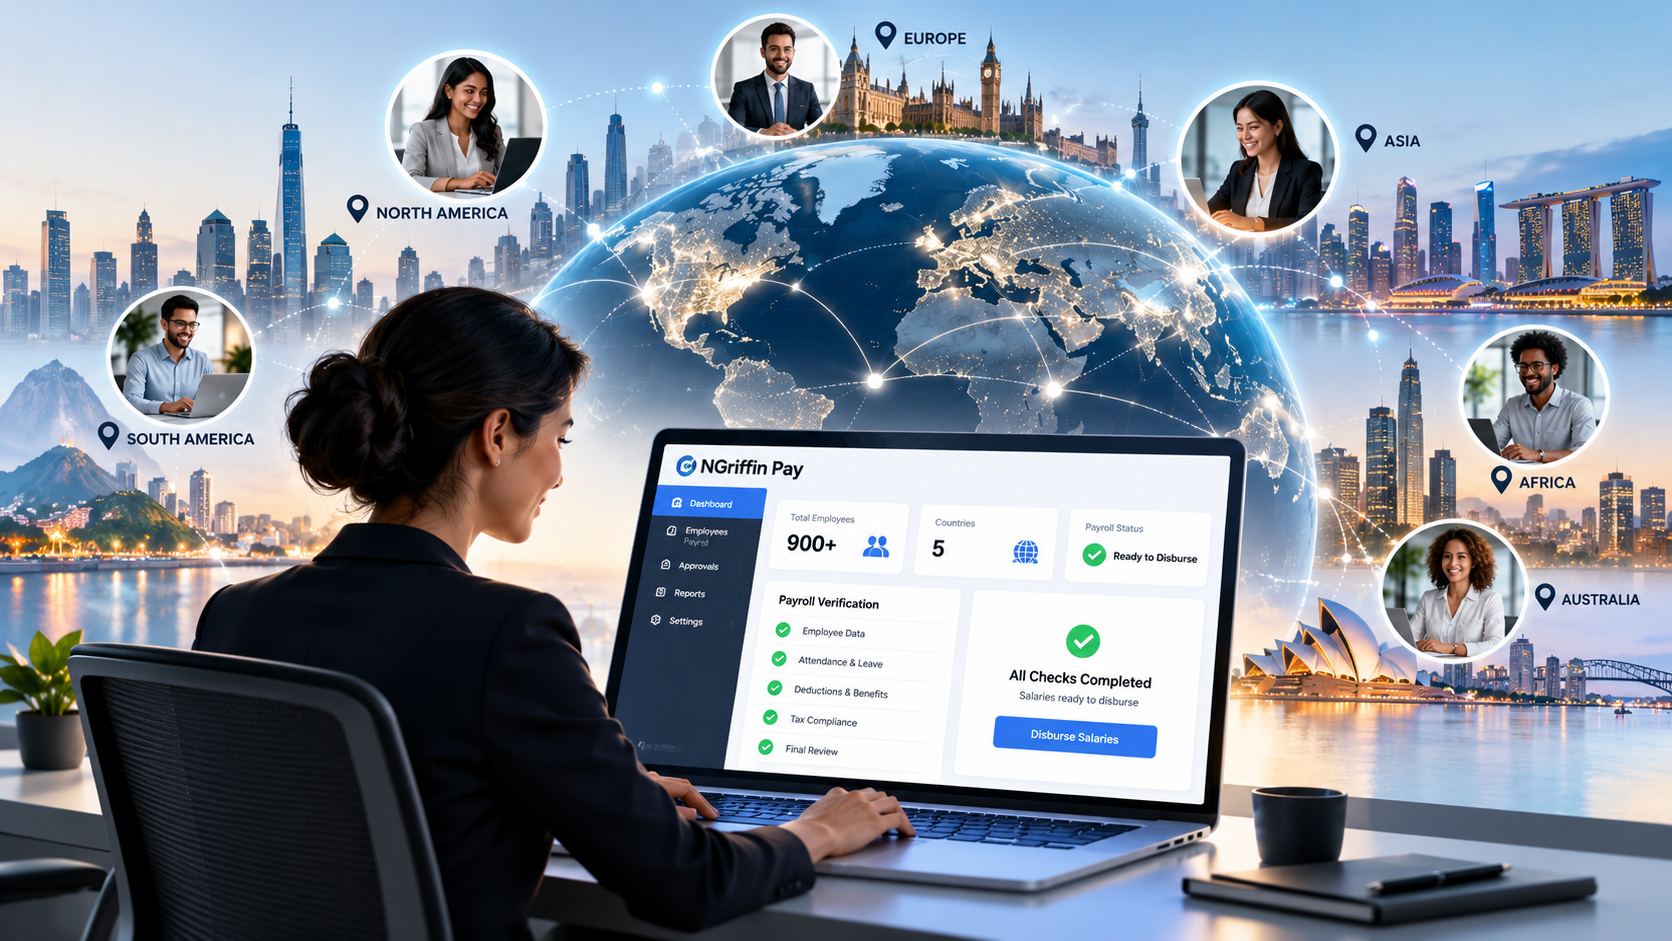 EUROPE
ASIA
NORTH AMERICA
SOUTH AMERICA
AFRICA
AUSTRALIA
NGriffin Pay
Dashboard
Employees
Payroll
Approvals
Reports
Settings
Total Employees
900+
Countries
5
Payroll Status
Ready to Disburse
Payroll Verification
Employee Data
Attendance & Leave
Deductions & Benefits
Tax Compliance
Final Review
All Checks Completed
Salaries ready to disburse
Disburse Salaries